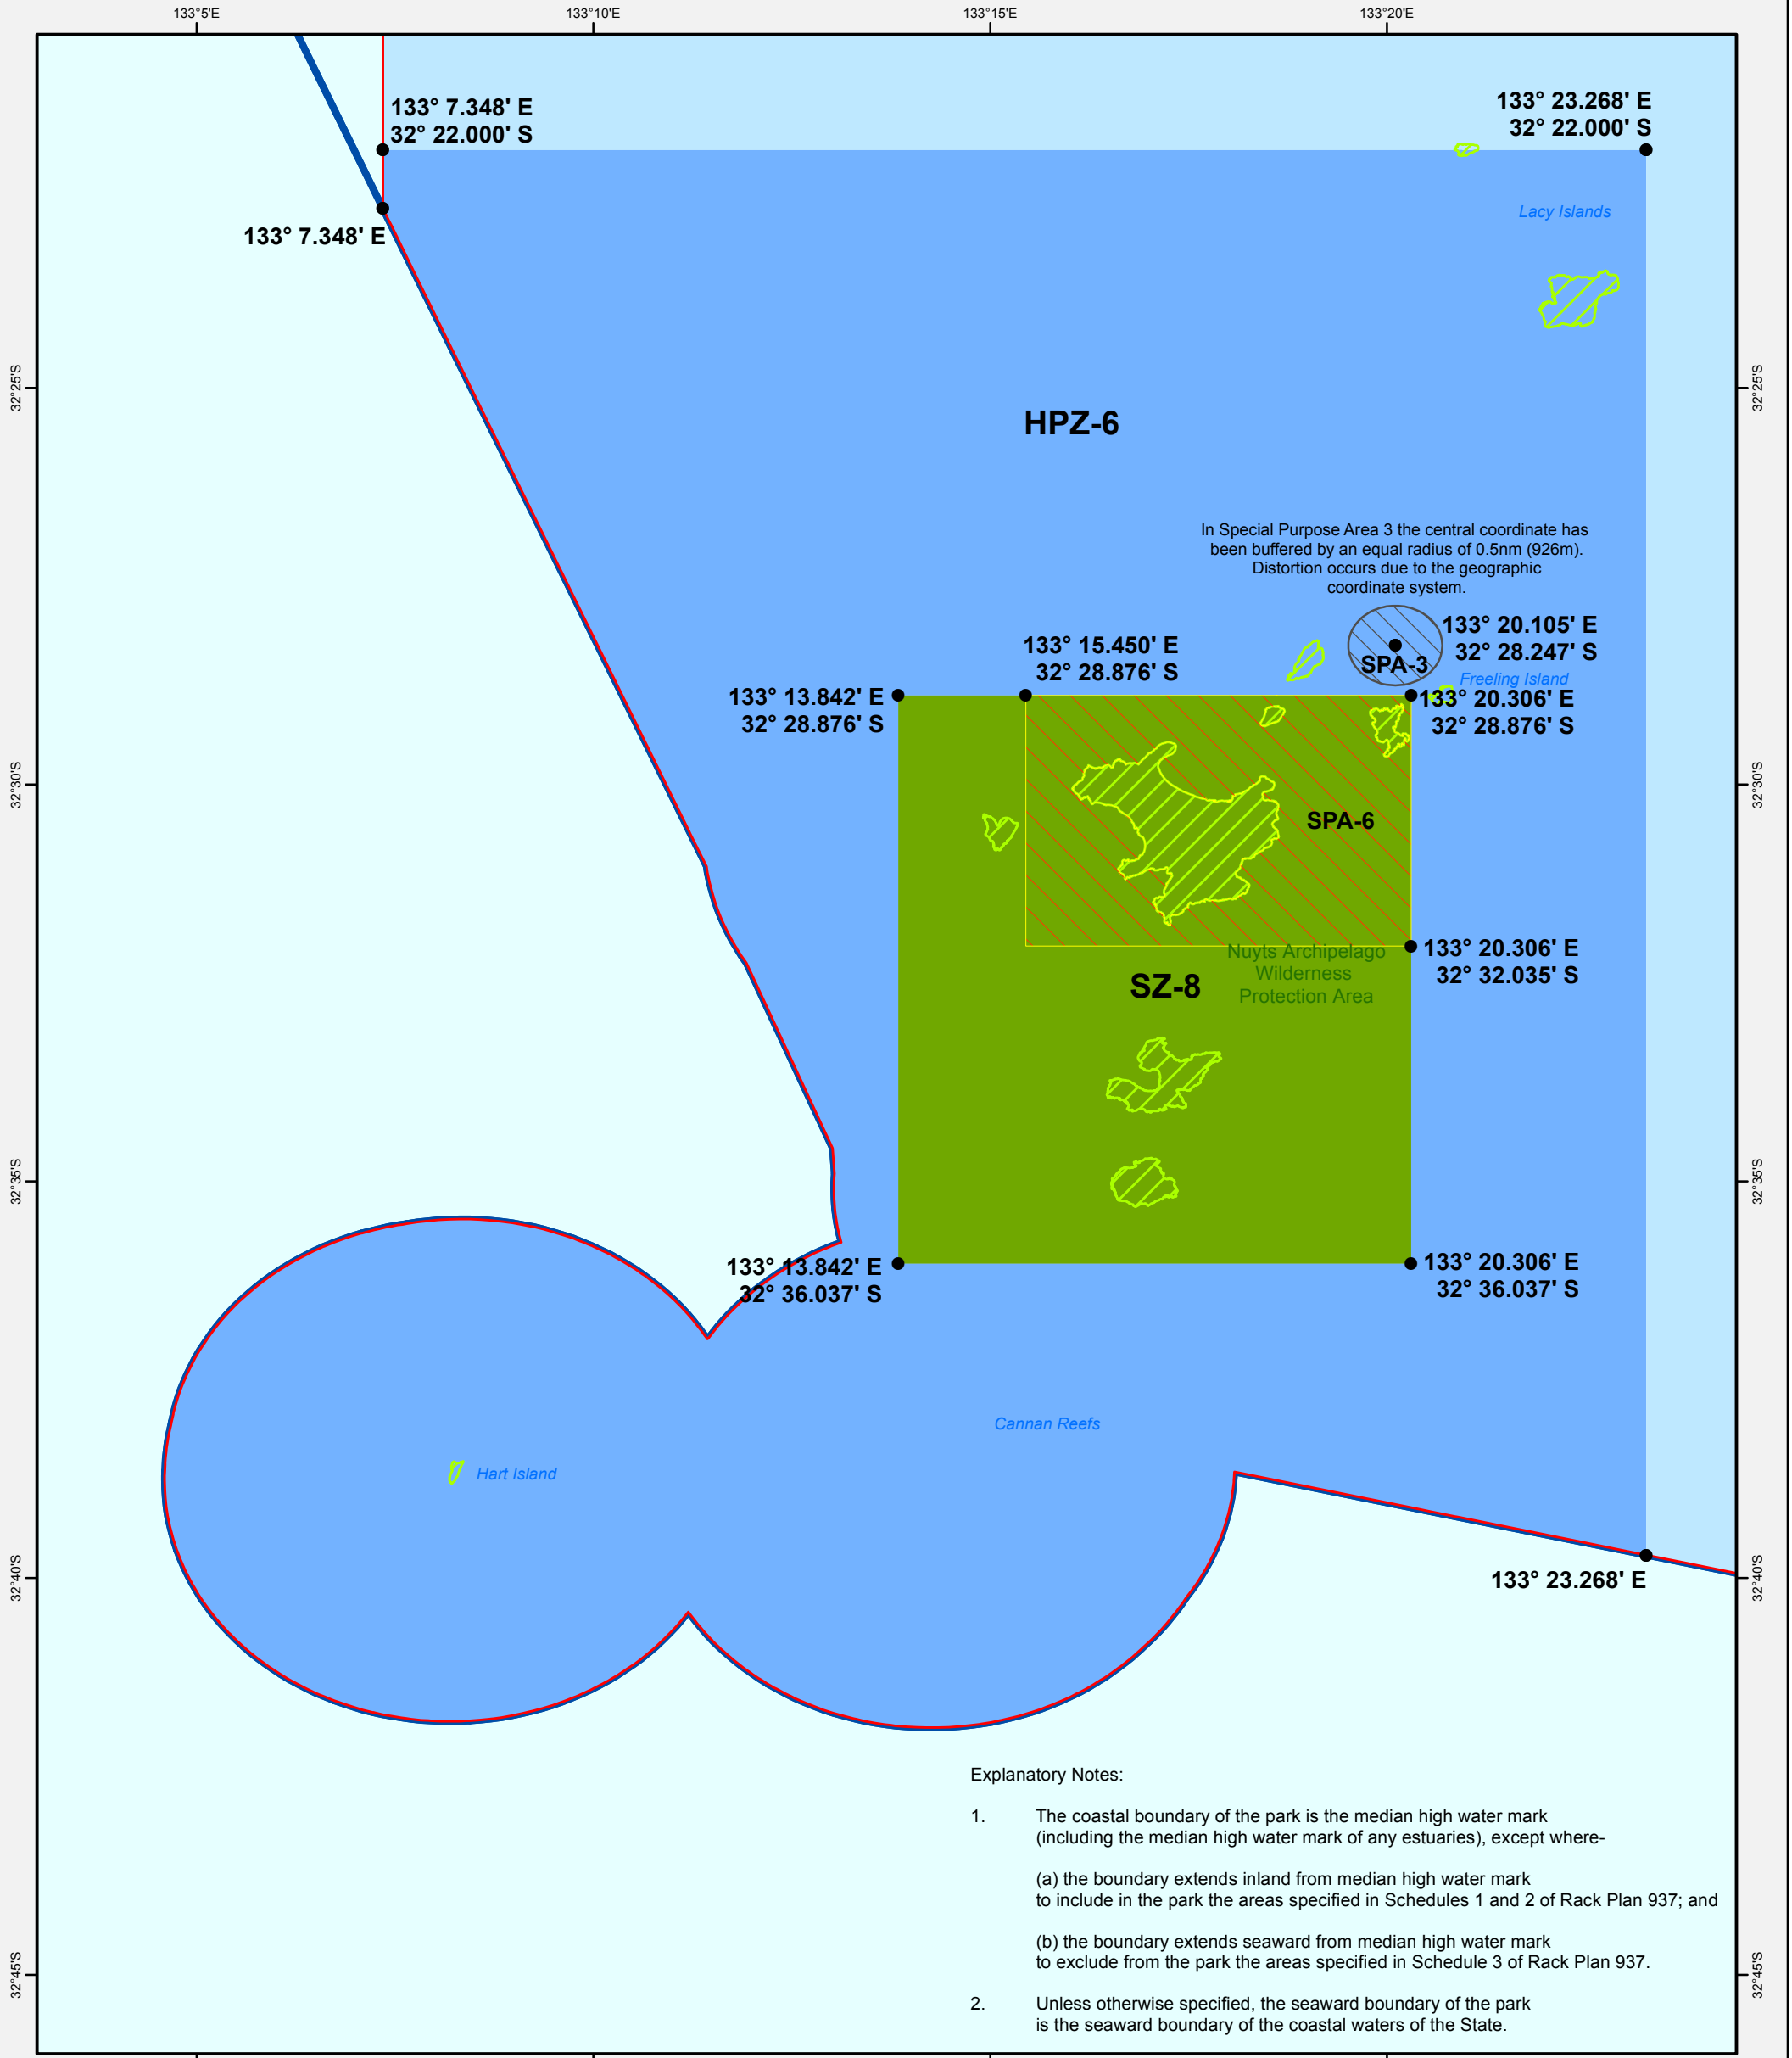 133°5'E
133°10'E
133°15'E
133°20'E
133° 7.348' E
32° 22.000' S
133° 23.268' E
32° 22.000' S
Lacy Islands
133° 7.348' E
32°25'S
32°25'S
HPZ-6
In Special Purpose Area 3 the central coordinate has
been buffered by an equal radius of 0.5nm (926m).
Distortion occurs due to the geographic
coordinate system.
133° 20.105' E
32° 28.247' S
SPA-3
Freeling Island
133° 15.450' E
32° 28.876' S
133° 13.842' E
32° 28.876' S
133° 20.306' E
32° 28.876' S
32°30'S
32°30'S
SPA-6
133° 20.306' E
32° 32.035' S
Nuyts Archipelago
Wilderness
Protection Area
SZ-8
32°35'S
32°35'S
133° 13.842' E
32° 36.037' S
133° 20.306' E
32° 36.037' S
Cannan Reefs
Hart Island
32°40'S
32°40'S
133° 23.268' E
Explanatory Notes:
1. The coastal boundary of the park is the median high water mark
(including the median high water mark of any estuaries), except where-
(a) the boundary extends inland from median high water mark
to include in the park the areas specified in Schedules 1 and 2 of Rack Plan 937; and
(b) the boundary extends seaward from median high water mark
to exclude from the park the areas specified in Schedule 3 of Rack Plan 937.
32°45'S
32°45'S
2. Unless otherwise specified, the seaward boundary of the park
is the seaward boundary of the coastal waters of the State.